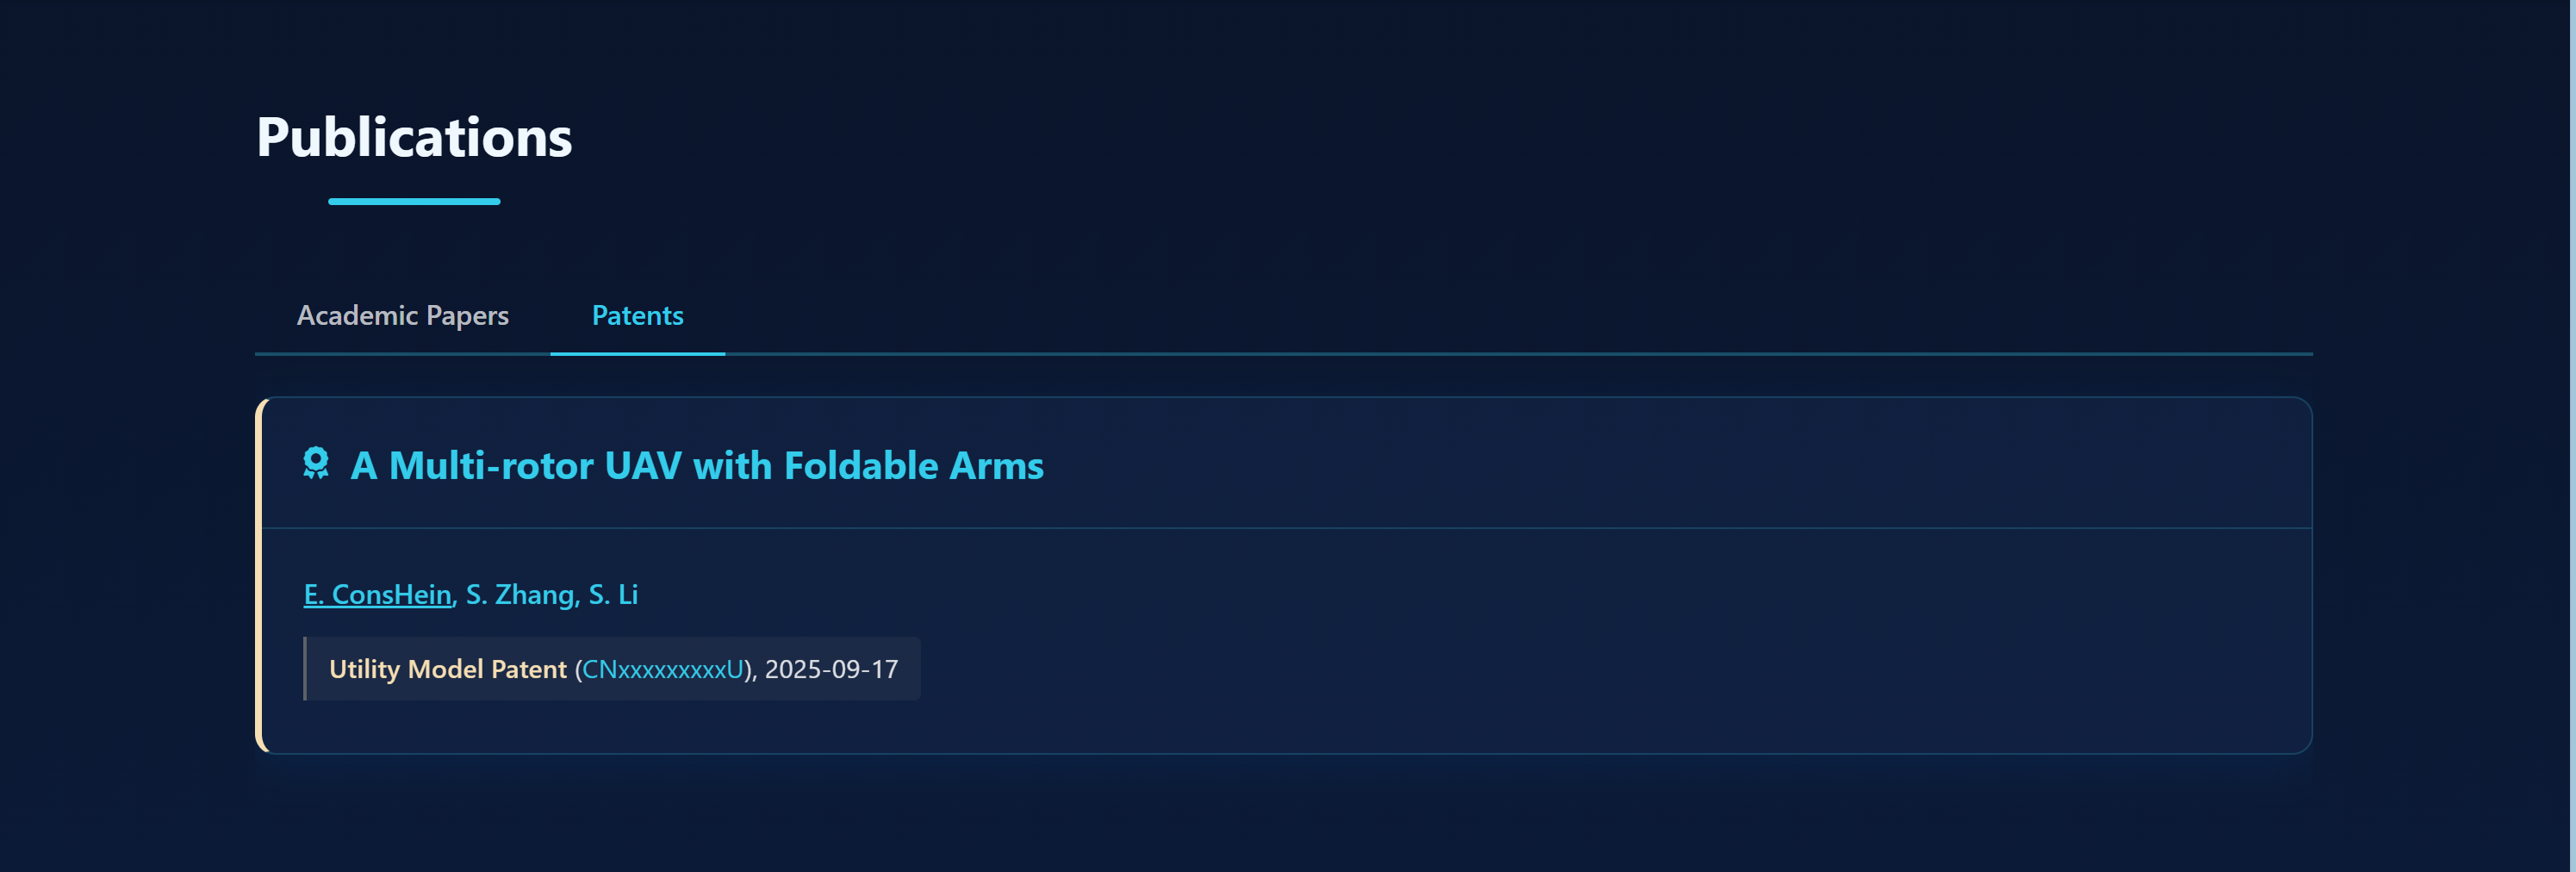 Publications
Academic Papers
Patents
A Multi-rotor UAV with Foldable Arms
E. ConsHein, S. Zhang, S. Li
Utility Model Patent (CNxxxxxxxxxU), 2025-09-17